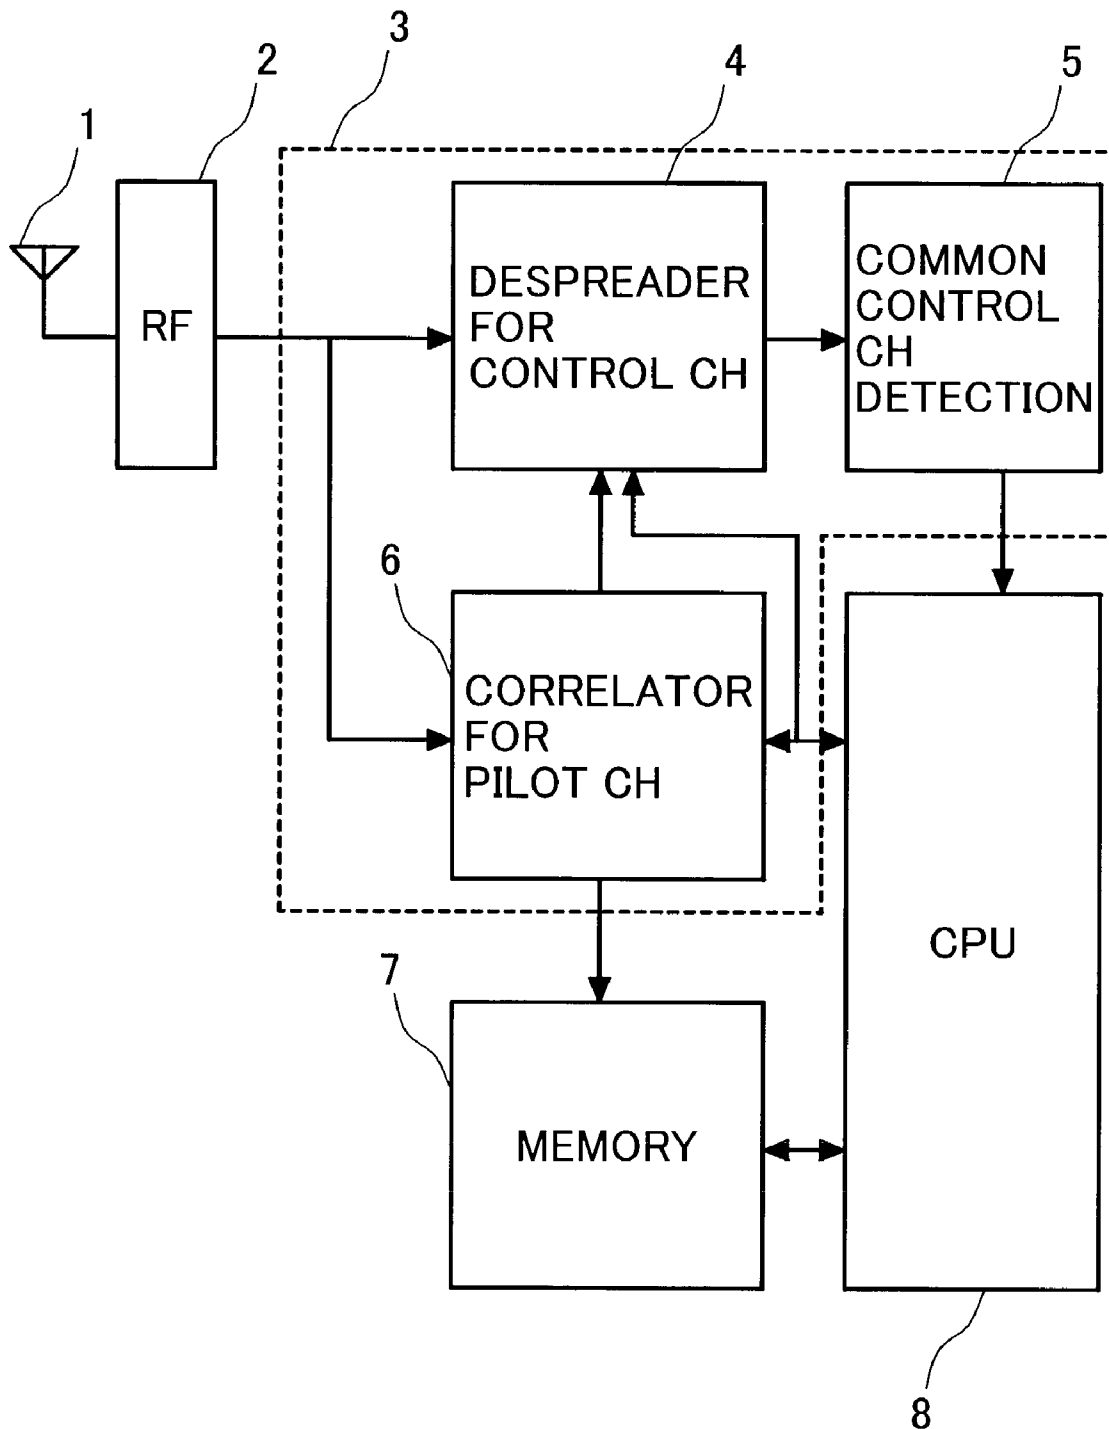 3
2
4
5
1
RF
DESPREADER
FOR
CONTROL CH
COMMON
CONTROL
CH
DETECTION
6
CORRELATOR
FOR
PILOT CH
CPU
7
MEMORY
8